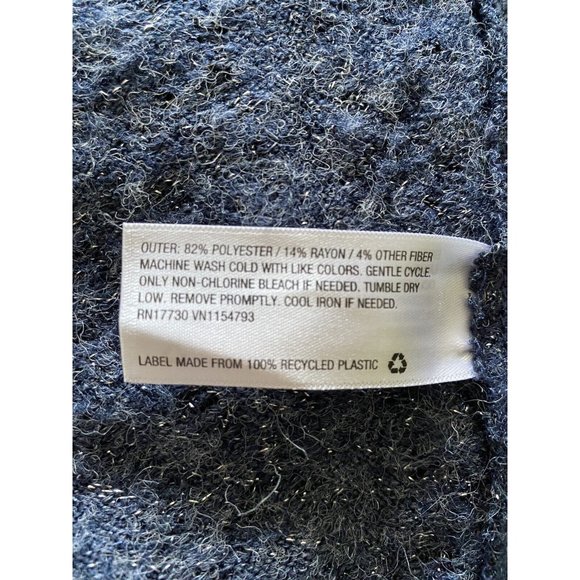 OUTER: 82% POLYESTER / 14% RAYON / 4% OTHER FIBER
MACHINE WASH COLD WITH LIKE COLORS. GENTLE CYCLE.
ONLY NON-CHLORINE BLEACH IF NEEDED. TUMBLE DRY
LOW. REMOVE PROMPTLY. COOL IRON IF NEEDED.
RN17730 VN1154793
LABEL MADE FROM 100% RECYCLED PLASTIC